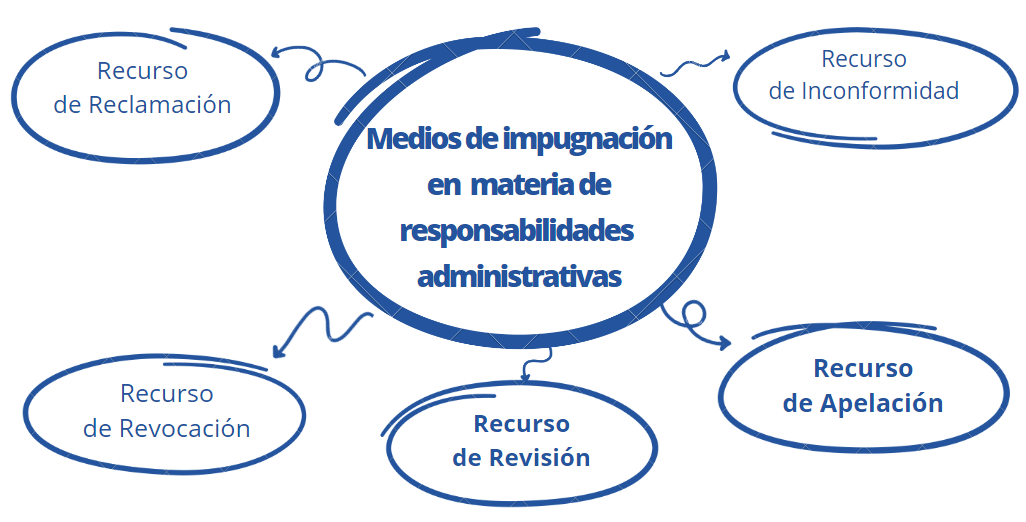 Recurso
de Reclamación
Recurso
de Inconformidad
Medios de impugnación
en materia de
responsabilidades
administrativas
Recurso
de Revocación
Recurso
de Revisión
Recurso
de Apelación